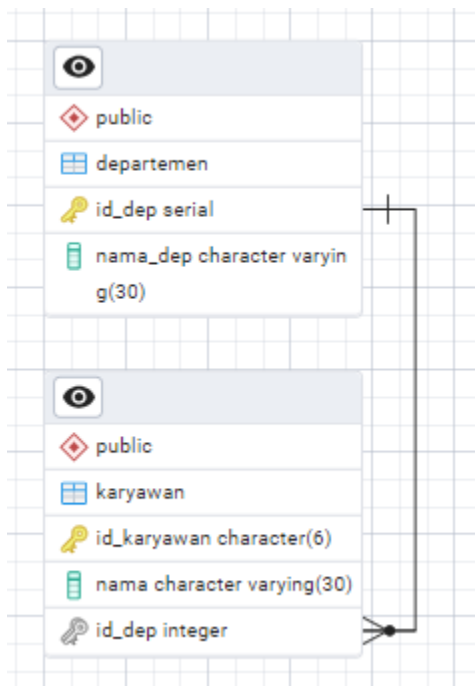 public
departemen
id_dep serial
nama_dep character varyin
g(30)
public
karyawan
id_karyawan character(6)
nama character varying(30)
id_dep integer